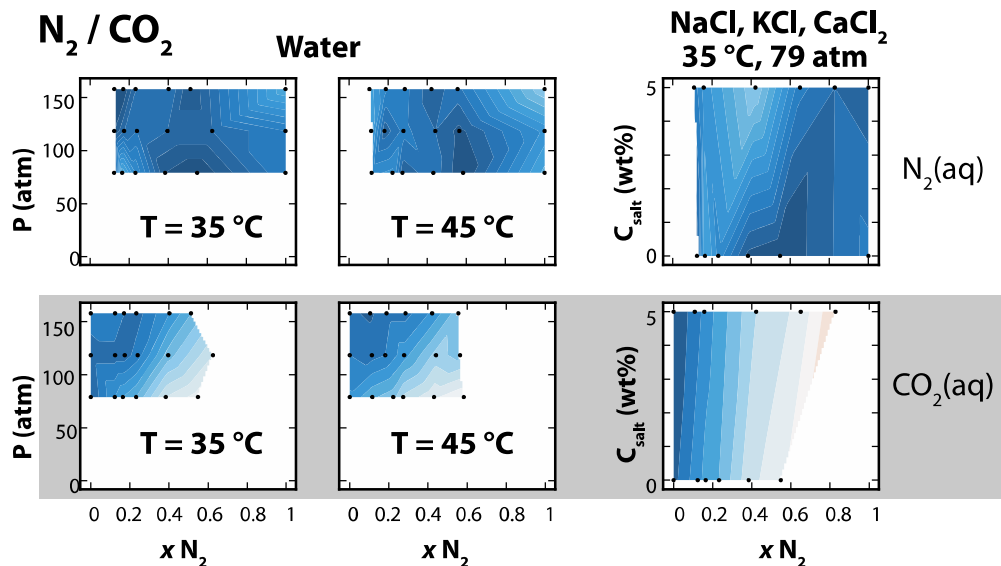 N₂ / CO₂
Water
NaCl, KCl, CaCl₂
35 °C, 79 atm
P (atm)
150
100
50
0
T = 35 °C
T = 45 °C
C_salt (wt%)
5
0
N₂(aq)
P (atm)
150
100
50
0
T = 35 °C
T = 45 °C
C_salt (wt%)
5
0
CO₂(aq)
0 0.2 0.4 0.6 0.8 1
0 0.2 0.4 0.6 0.8 1
0 0.2 0.4 0.6 0.8 1
x N₂
x N₂
x N₂